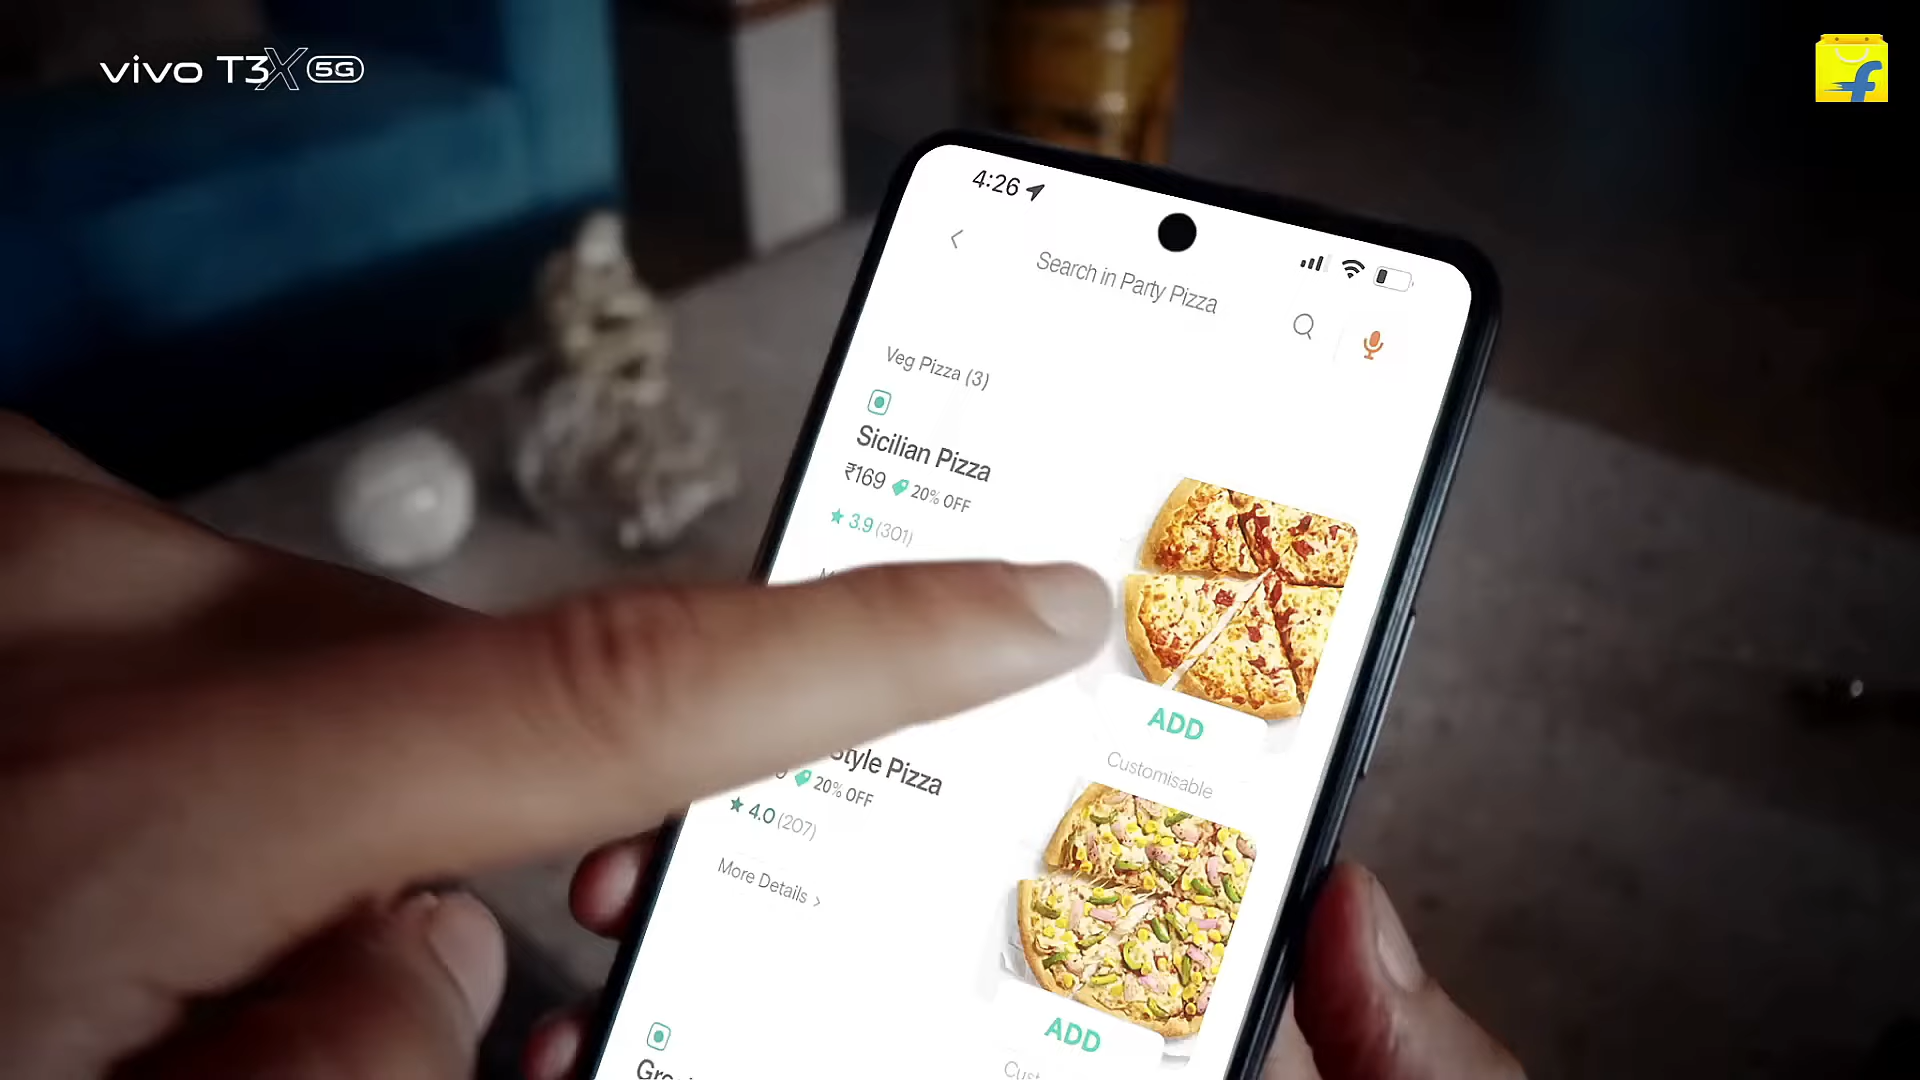 vivo T3X 5G
4:26
Search in Party Pizza
Veg Pizza (3)
Sicilian Pizza
₹169 20% OFF
3.9 (301)
ADD
Customisable
Style Pizza
20% OFF
4.0 (207)
More Details >
ADD